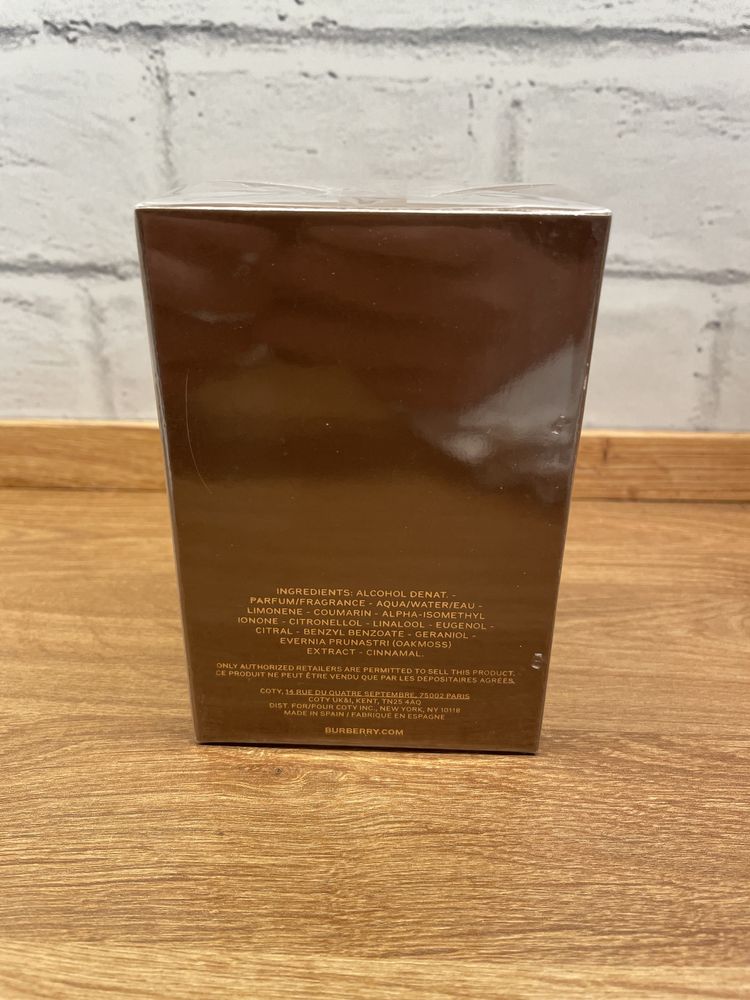 INGREDIENTS: ALCOHOL DENAT. -
PARFUM/FRAGRANCE - AQUA/WATER/EAU -
LIMONENE - COUMARIN - ALPHA-ISOMETHYL
IONONE - CITRONELLOL - LINALOOL - EUGENOL -
CITRAL - BENZYL BENZOATE - GERANIOL -
EVERNIA PRUNASTRI (OAKMOSS)
EXTRACT - CINNAMAL.
ONLY AUTHORIZED RETAILERS ARE PERMITTED TO SELL THIS PRODUCT.
CE PRODUIT NE PEUT ÊTRE VENDU QUE PAR LES DÉPOSITAIRES AGRÉÉS.
COTY, 14 RUE DU QUATRE SEPTEMBRE, 75002 PARIS
COTY UK&I, KENT, TN25 4AQ
DIST. FOR/POUR COTY INC., NEW YORK, NY 10118
MADE IN SPAIN / FABRIQUÉ EN ESPAGNE
BURBERRY.COM